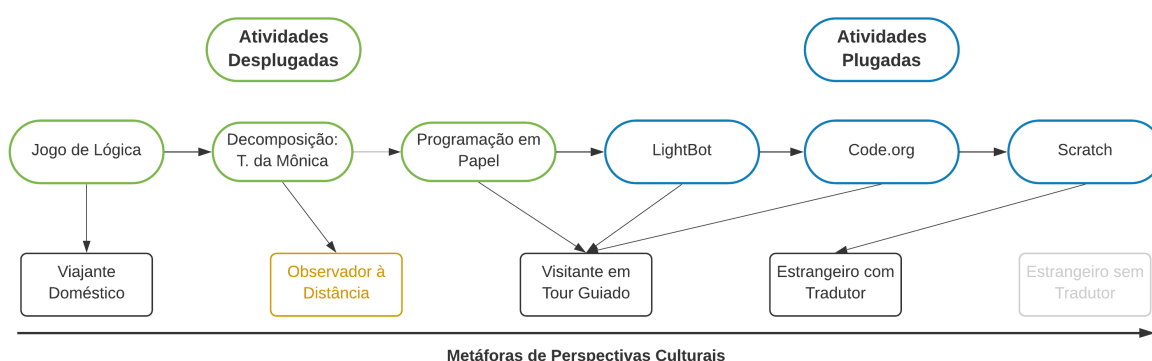 Atividades
Desplugadas
Atividades
Plugadas
Jogo de Lógica
Decomposição:
T. da Mônica
Programação em
Papel
LightBot
Code.org
Scratch
Viajante
Doméstico
Observador à
Distância
Visitante em
Tour Guiado
Estrangeiro com
Tradutor
Estrangeiro sem
Tradutor
Metáforas de Perspectivas Culturais